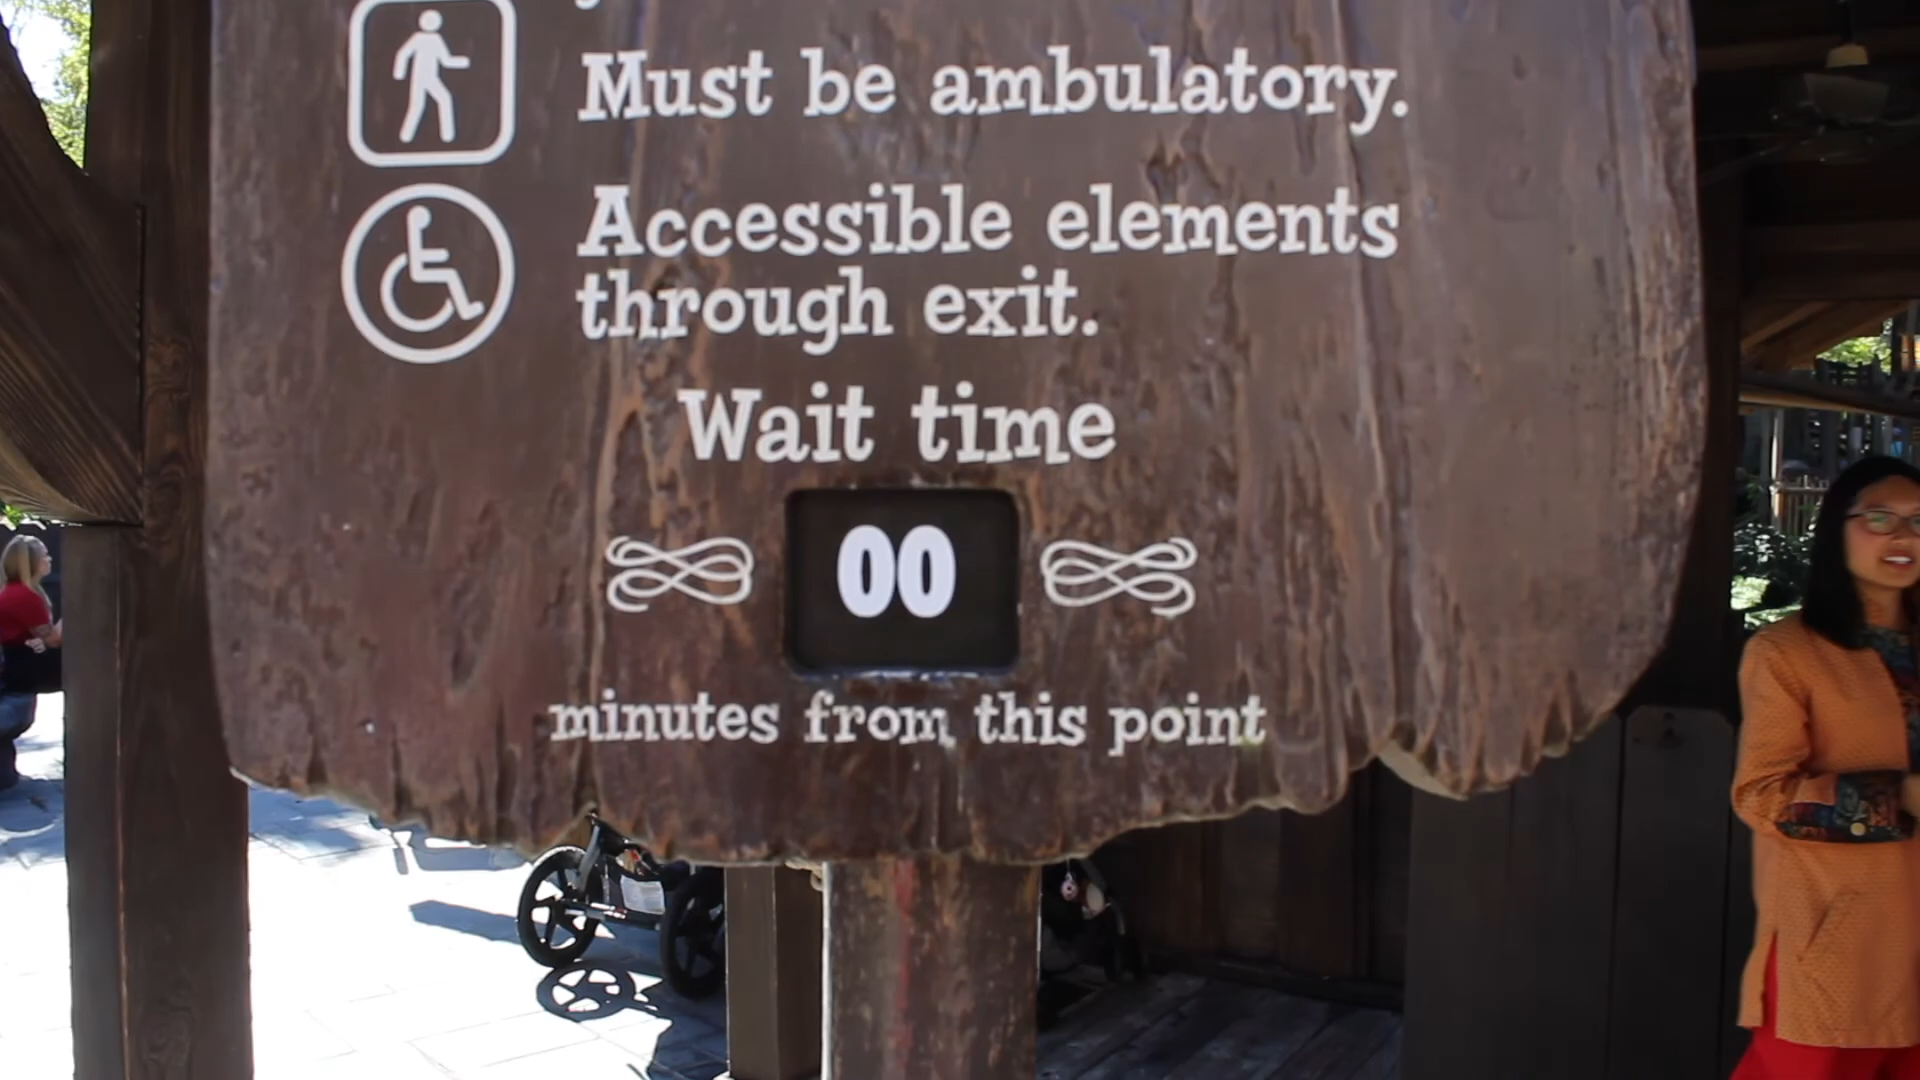 Must be ambulatory.
Accessible elements
through exit.
Wait time
00
minutes from this point